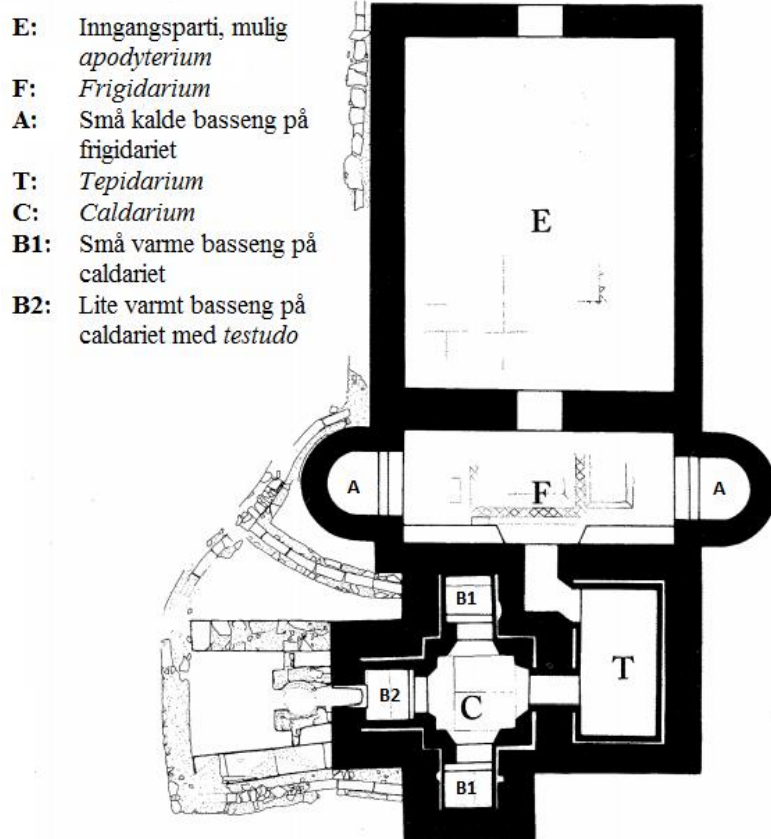 E: Inngangsparti, mulig
apodyterium
F: Frigidarium
A: Små kalde basseng på
frigidariet
T: Tepidarium
C: Caldarium
B1: Små varme basseng på
caldariet
B2: Lite varmt basseng på
caldariet med testudo
E
A
F
A
B1
B2
C
T
B1